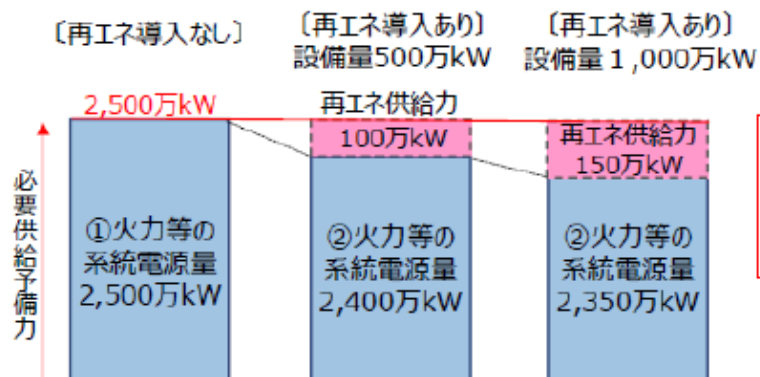 〔再エネ導入なし〕
〔再エネ導入あり〕
設備量500万kW
〔再エネ導入あり〕
設備量１,000万kW
2,500万kW
再エネ供給力
100万kW
再エネ供給力
150万kW
必要供給予備力
①火力等の
系統電源量
2,500万kW
②火力等の
系統電源量
2,400万kW
②火力等の
系統電源量
2,350万kW